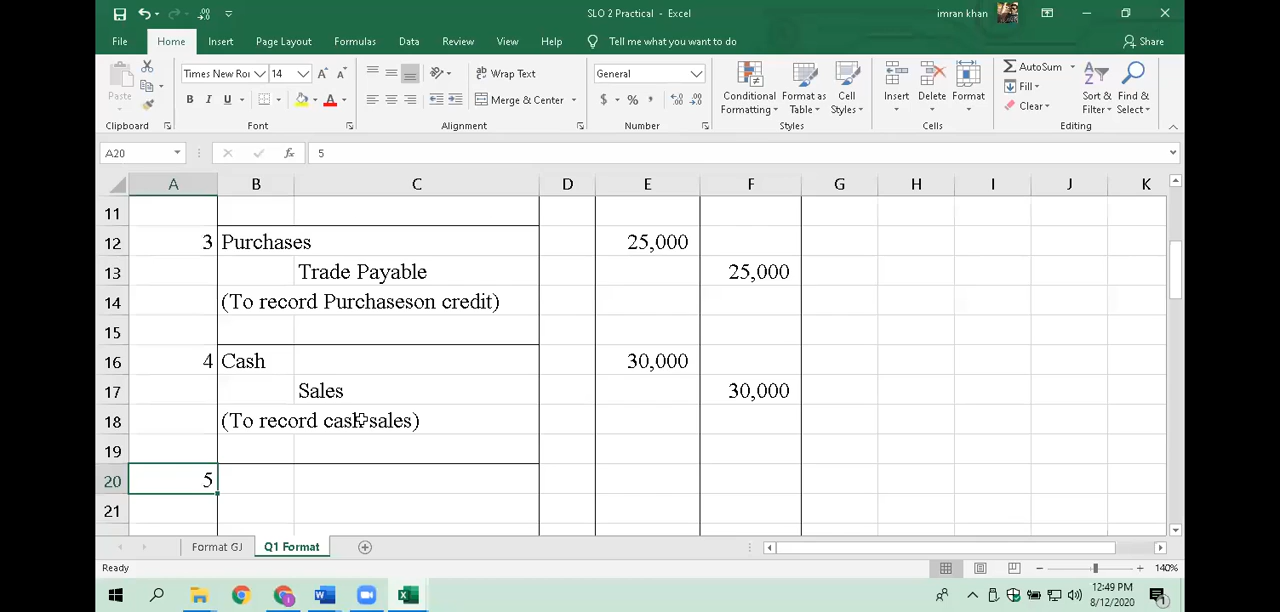 SLO 2 Practical - Excel
imran khan
File Home Insert Page Layout Formulas Data Review View Help Tell me what you want to do Share
Paste
Clipboard
Times New Roi 14 A A
B I U A
Font
Wrap Text
Merge & Center
Alignment
General
$ % ,
Number
Conditional Formatting
Format as Table
Cell Styles
Styles
Insert Delete Format
Cells
AutoSum
Fill
Clear
Sort & Filter
Find & Select
Editing
A20 fx 5
A B C D E F G H I J K
11
12 3 Purchases 25,000
13 Trade Payable 25,000
14 (To record Purchaseson credit)
15
16 4 Cash 30,000
17 Sales 30,000
18 (To record cash sales)
19
20 5
21
Format GJ Q1 Format
Ready 140%
12:49 PM
8/12/2020